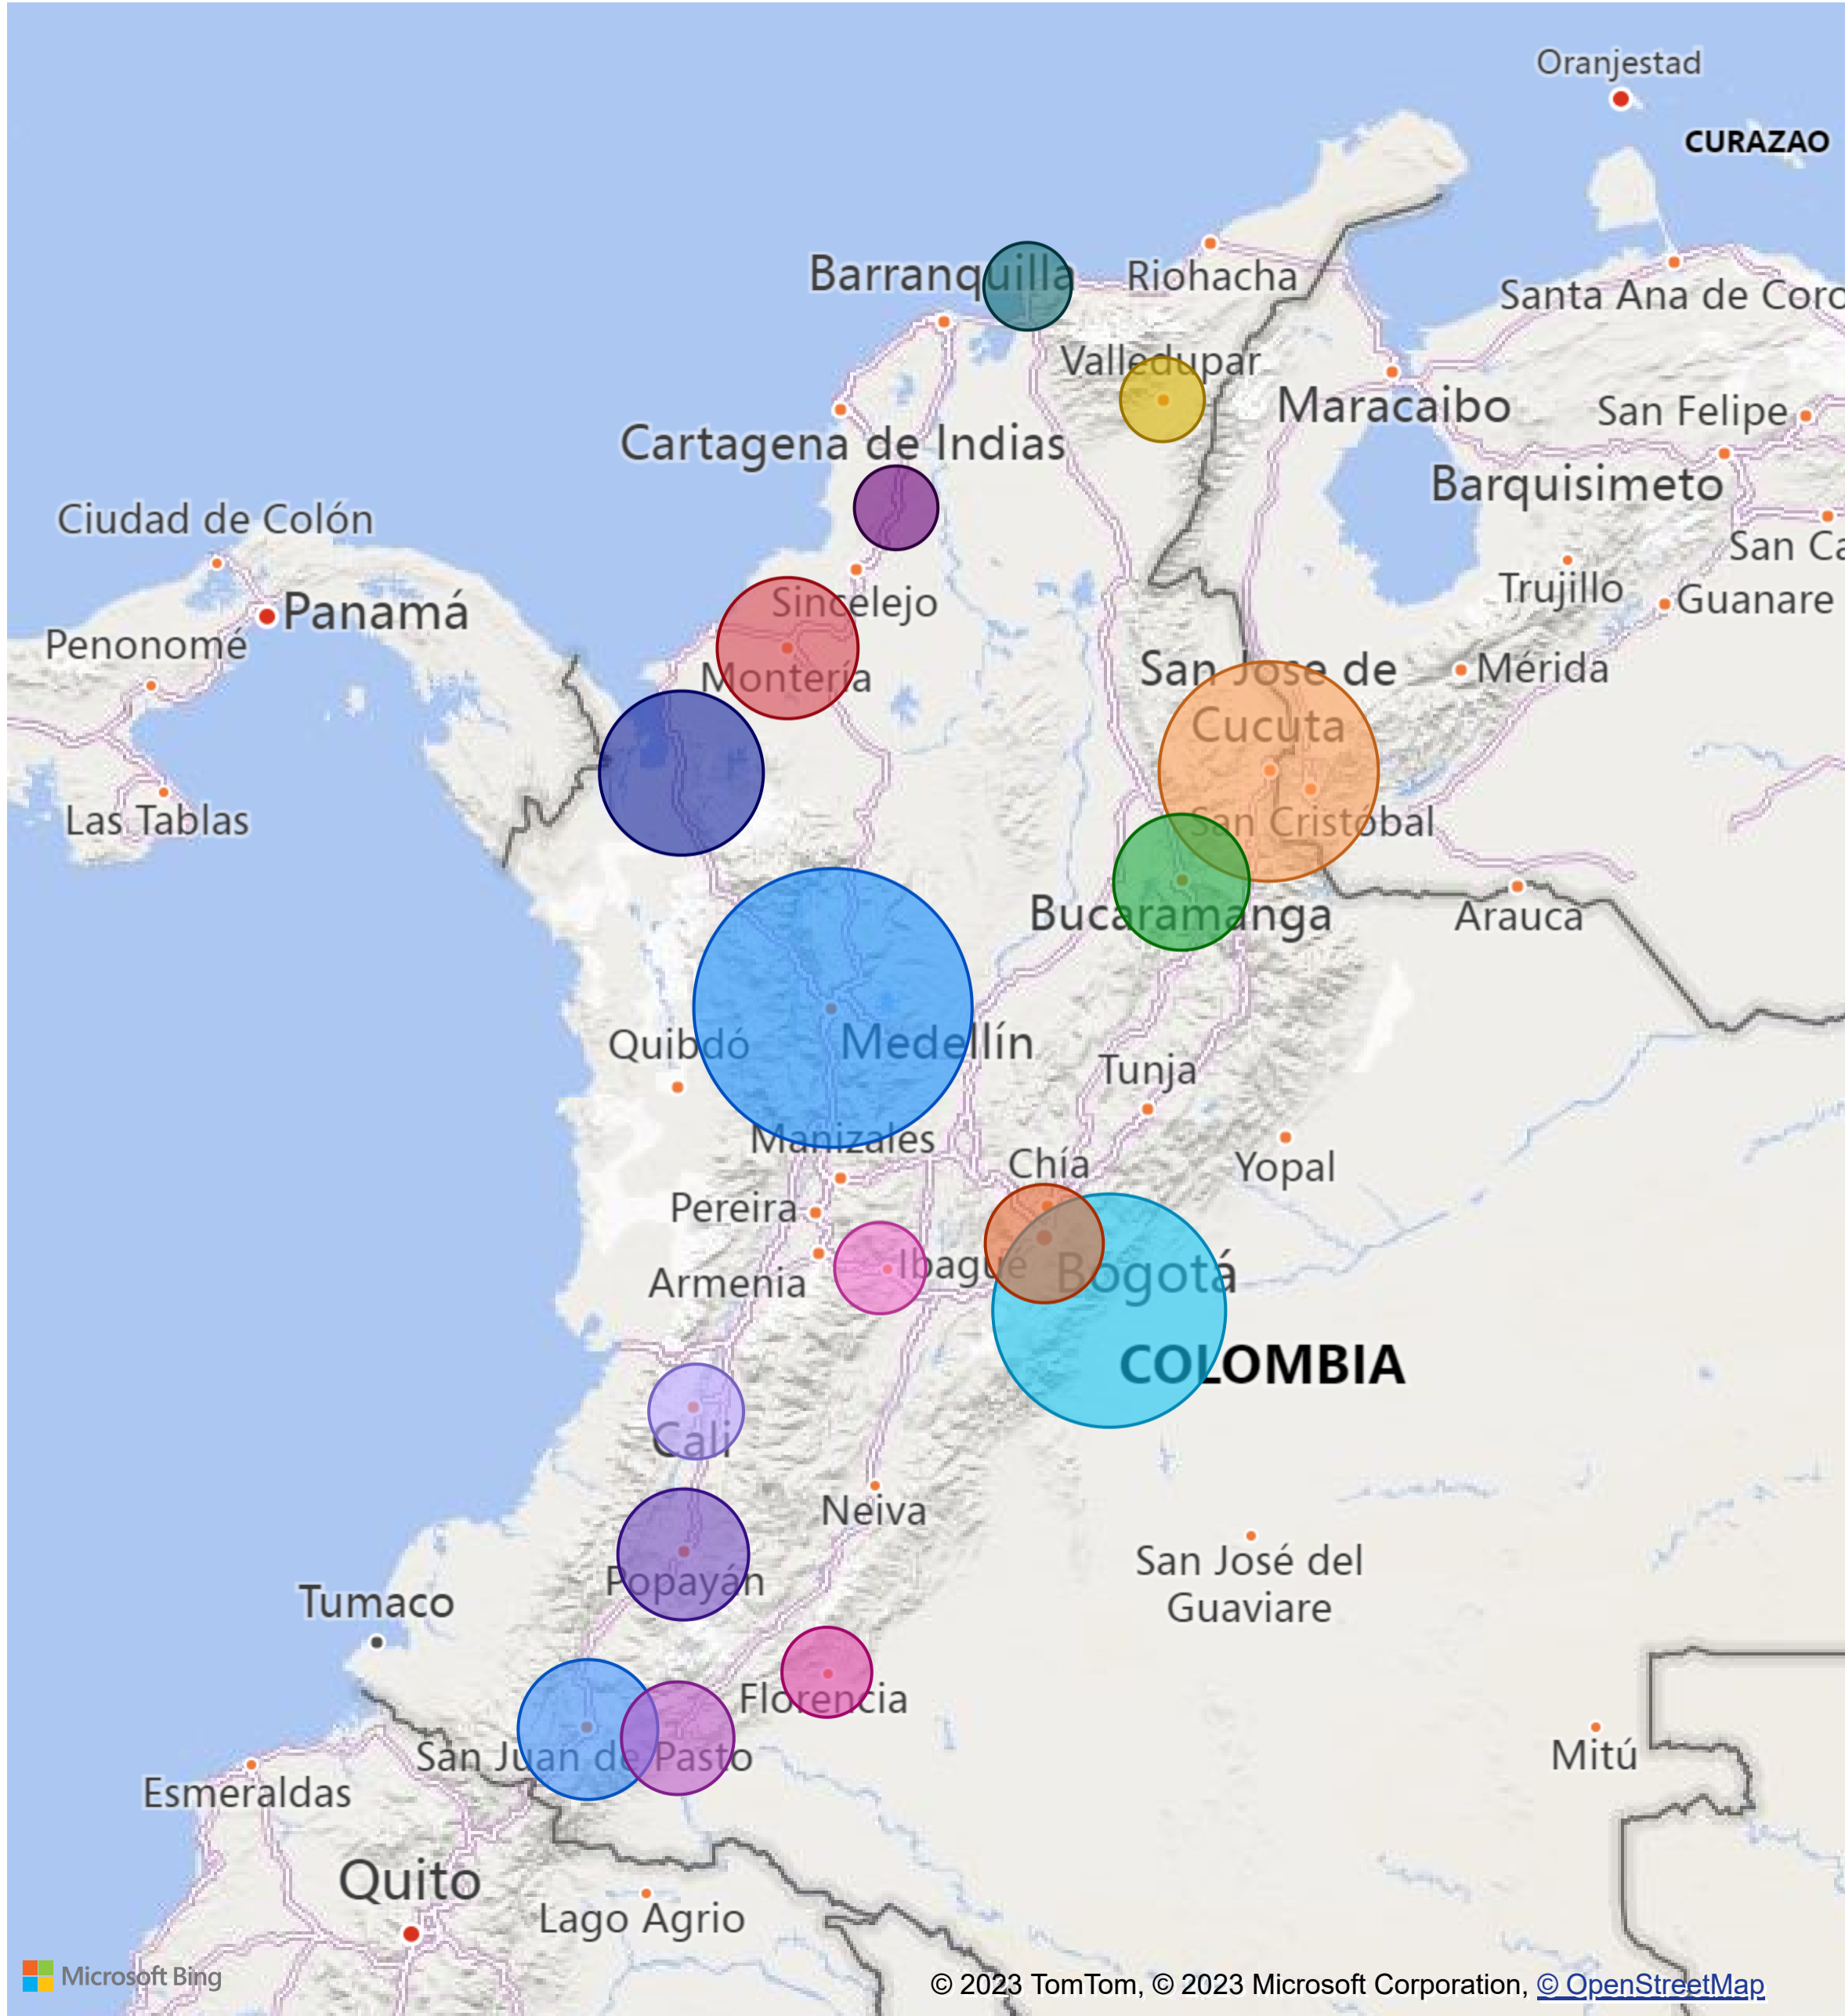 Oranjestad
CURAZAO
Barranquilla
Riohacha
Santa Ana de Coro
Valledupar
Maracaibo
San Felipe
Cartagena de Indias
Barquisimeto
Ciudad de Colón
San Ca
Trujillo
Guanare
Panamá
Sincelejo
Penonomé
Montería
San Jose de
Cucuta
Mérida
Las Tablas
San Cristóbal
Bucaramanga
Arauca
Quibdó
Medellín
Tunja
Manizales
Chía
Yopal
Pereira
Ibagué
Bogotá
Armenia
COLOMBIA
Cali
Neiva
San José del
Guaviare
Popayán
Tumaco
Florencia
San Juan de Pasto
Mitú
Esmeraldas
Quito
Lago Agrio
Microsoft Bing
© 2023 TomTom, © 2023 Microsoft Corporation, © OpenStreetMap